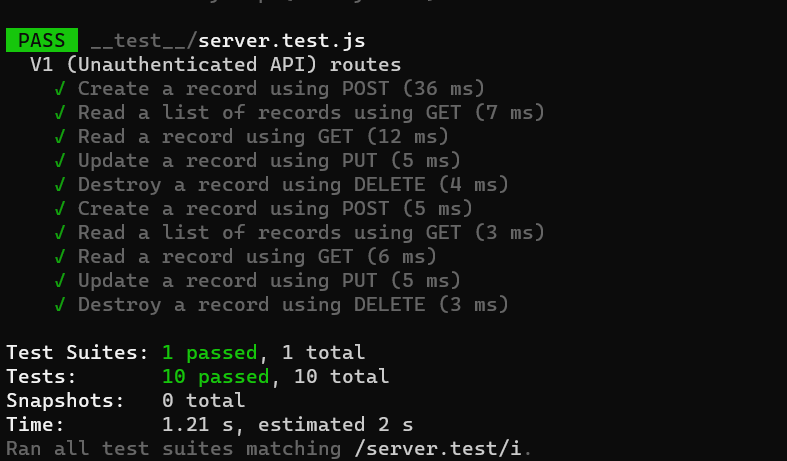 PASS __test__/server.test.js
V1 (Unauthenticated API) routes
√ Create a record using POST (36 ms)
√ Read a list of records using GET (7 ms)
√ Read a record using GET (12 ms)
√ Update a record using PUT (5 ms)
√ Destroy a record using DELETE (4 ms)
√ Create a record using POST (5 ms)
√ Read a list of records using GET (3 ms)
√ Read a record using GET (6 ms)
√ Update a record using PUT (5 ms)
√ Destroy a record using DELETE (3 ms)
Test Suites: 1 passed, 1 total
Tests: 10 passed, 10 total
Snapshots: 0 total
Time: 1.21 s, estimated 2 s
Ran all test suites matching /server.test/i.